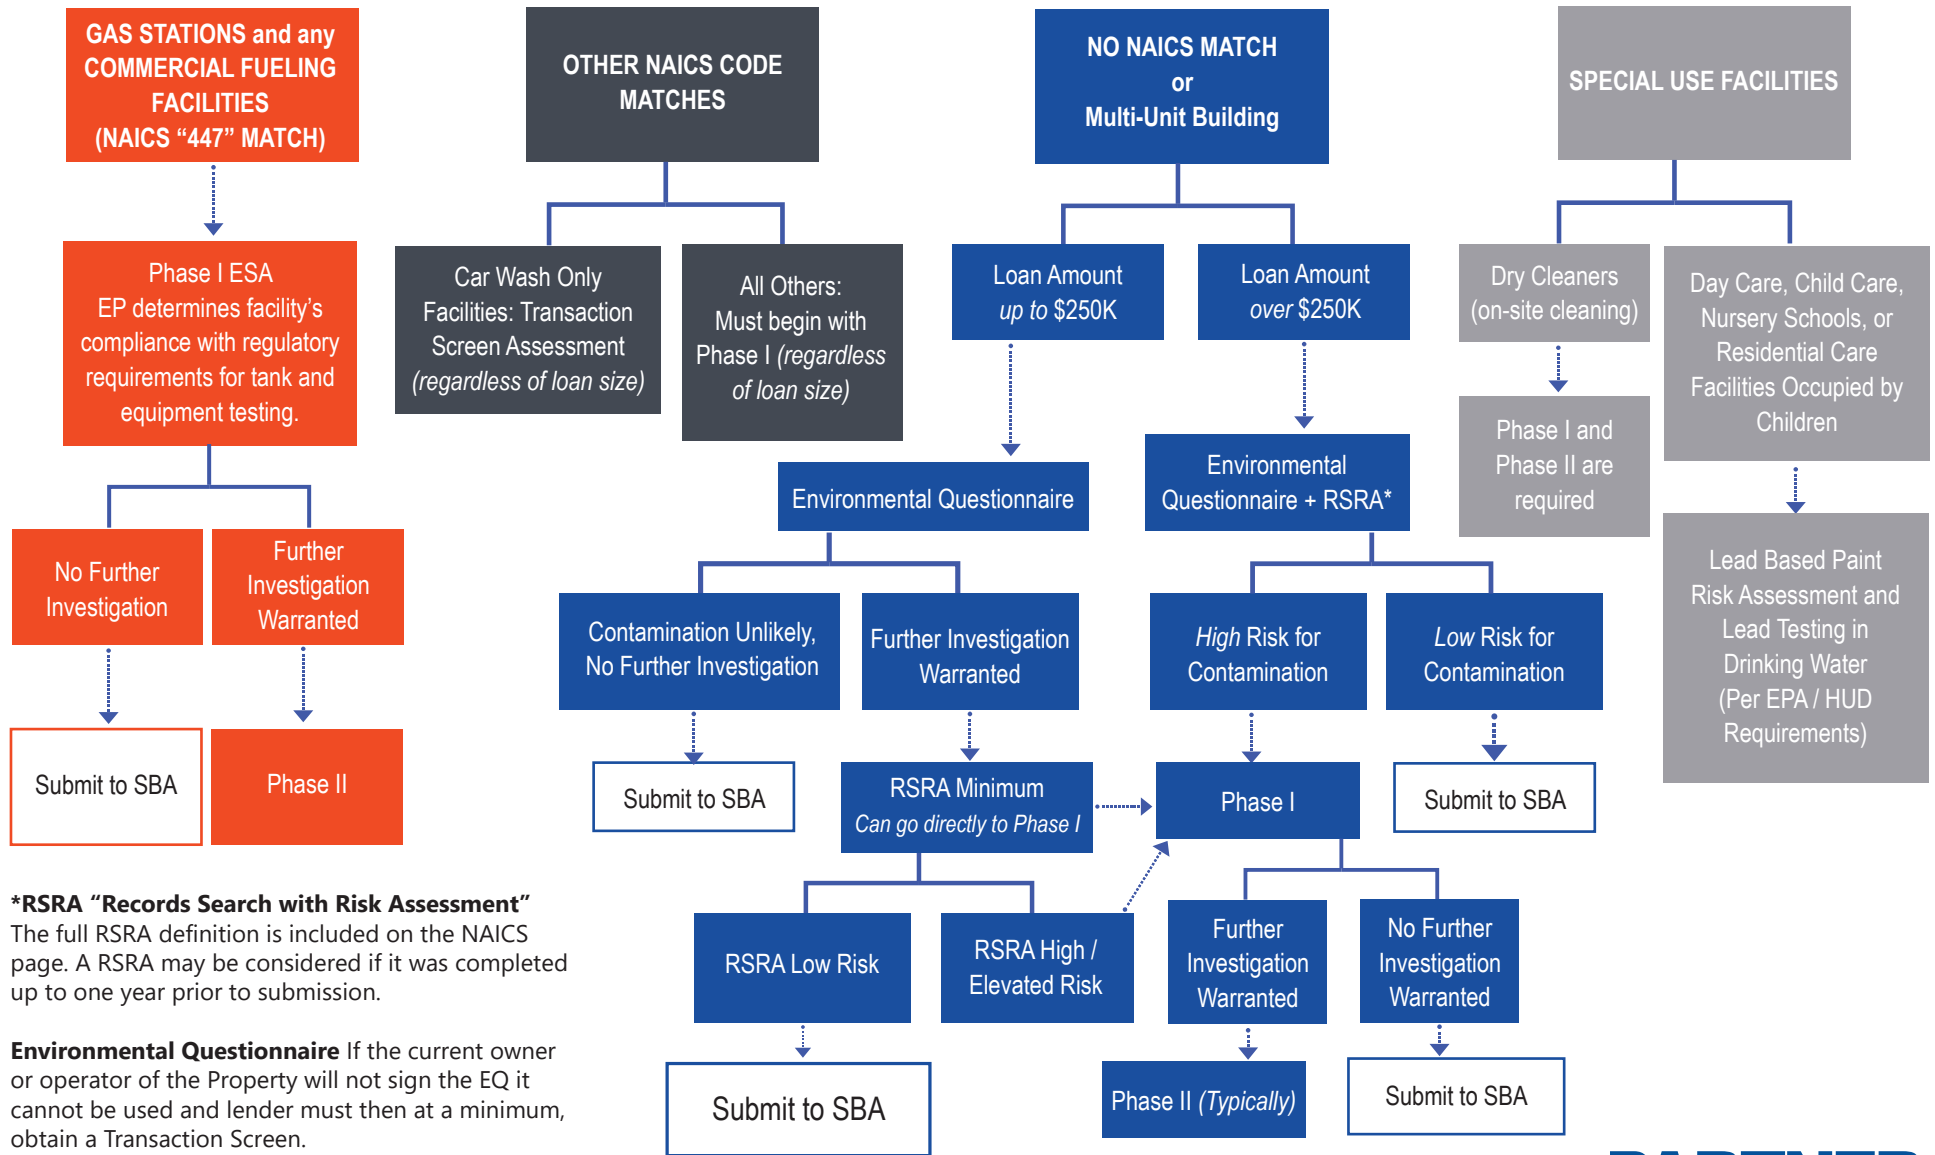 GAS STATIONS and any
COMMERCIAL FUELING
FACILITIES
(NAICS “447” MATCH)
OTHER NAICS CODE
MATCHES
NO NAICS MATCH
or
Multi-Unit Building
SPECIAL USE FACILITIES
Phase I ESA
EP determines facility’s
compliance with regulatory
requirements for tank and
equipment testing.
Car Wash Only
Facilities: Transaction
Screen Assessment
(regardless of loan size)
All Others:
Must begin with
Phase I (regardless
of loan size)
Loan Amount
up to $250K
Loan Amount
over $250K
Dry Cleaners
(on-site cleaning)
Day Care, Child Care,
Nursery Schools, or
Residential Care
Facilities Occupied by
Children
Environmental Questionnaire
Environmental
Questionnaire + RSRA*
Phase I and
Phase II are
required
No Further
Investigation
Further
Investigation
Warranted
Contamination Unlikely,
No Further Investigation
Further Investigation
Warranted
High Risk for
Contamination
Low Risk for
Contamination
Lead Based Paint
Risk Assessment and
Lead Testing in
Drinking Water
(Per EPA / HUD
Requirements)
Submit to SBA
Phase II
Submit to SBA
RSRA Minimum
Can go directly to Phase I
Phase I
Submit to SBA
RSRA Low Risk
RSRA High /
Elevated Risk
Further
Investigation
Warranted
No Further
Investigation
Warranted
Submit to SBA
Phase II (Typically)
Submit to SBA
*RSRA “Records Search with Risk Assessment”
The full RSRA definition is included on the NAICS
page. A RSRA may be considered if it was completed
up to one year prior to submission.
Environmental Questionnaire If the current owner
or operator of the Property will not sign the EQ it
cannot be used and lender must then at a minimum,
obtain a Transaction Screen.
PARTNER